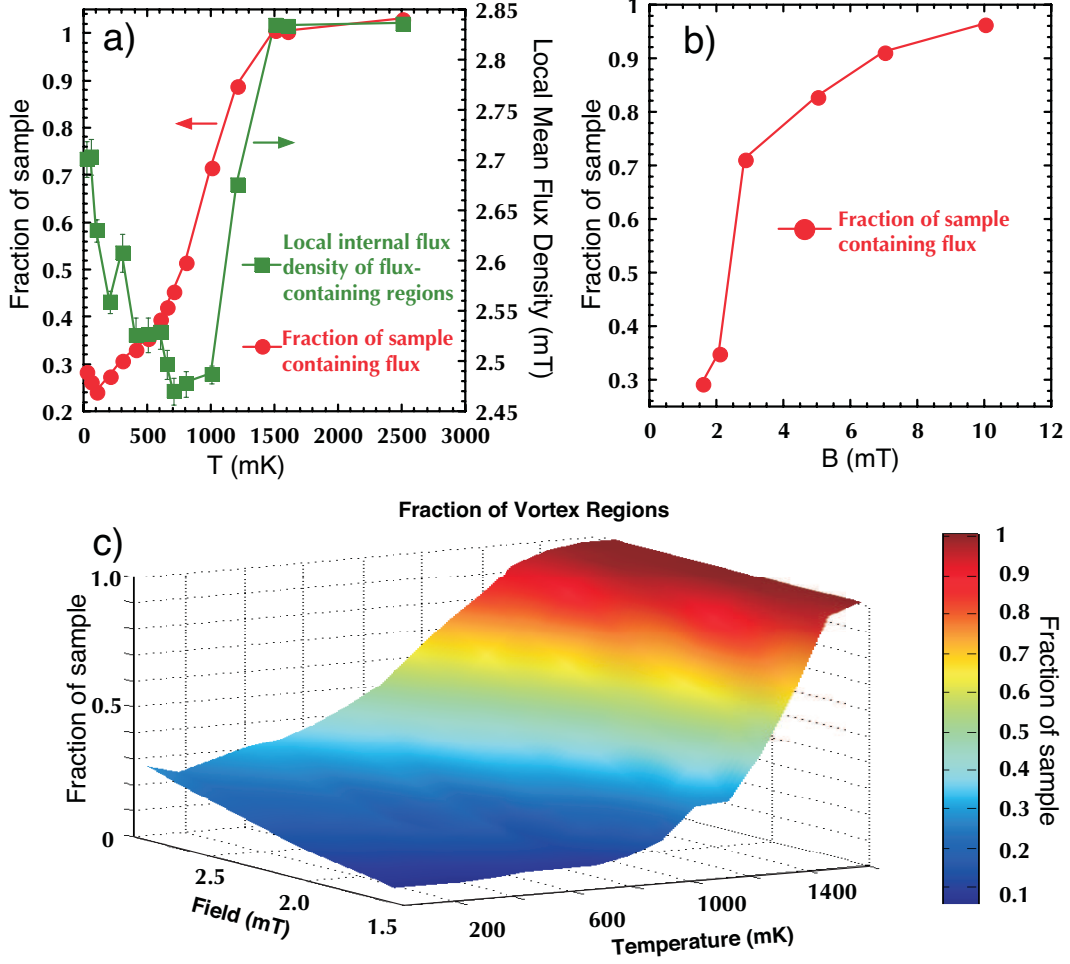 a)
1
0.9
0.8
0.7
0.6
0.5
0.4
0.3
0.2
Fraction of sample
2.85
2.8
2.75
2.7
2.65
2.6
2.55
2.5
2.45
Local Mean Flux Density (mT)
Local internal flux
density of flux-
containing regions
Fraction of sample
containing flux
0 500 1000 1500 2000 2500 3000
T (mK)
b)
1
0.9
0.8
0.7
0.6
0.5
0.4
0.3
Fraction of sample
Fraction of sample
containing flux
0 2 4 6 8 10 12
B (mT)
Fraction of Vortex Regions
c)
1.0
0.5
0
Fraction of sample
2.5
2.0
1.5
Field (mT)
200 600 1000 1400
Temperature (mK)
1
0.9
0.8
0.7
0.6
0.5
0.4
0.3
0.2
0.1
Fraction of sample